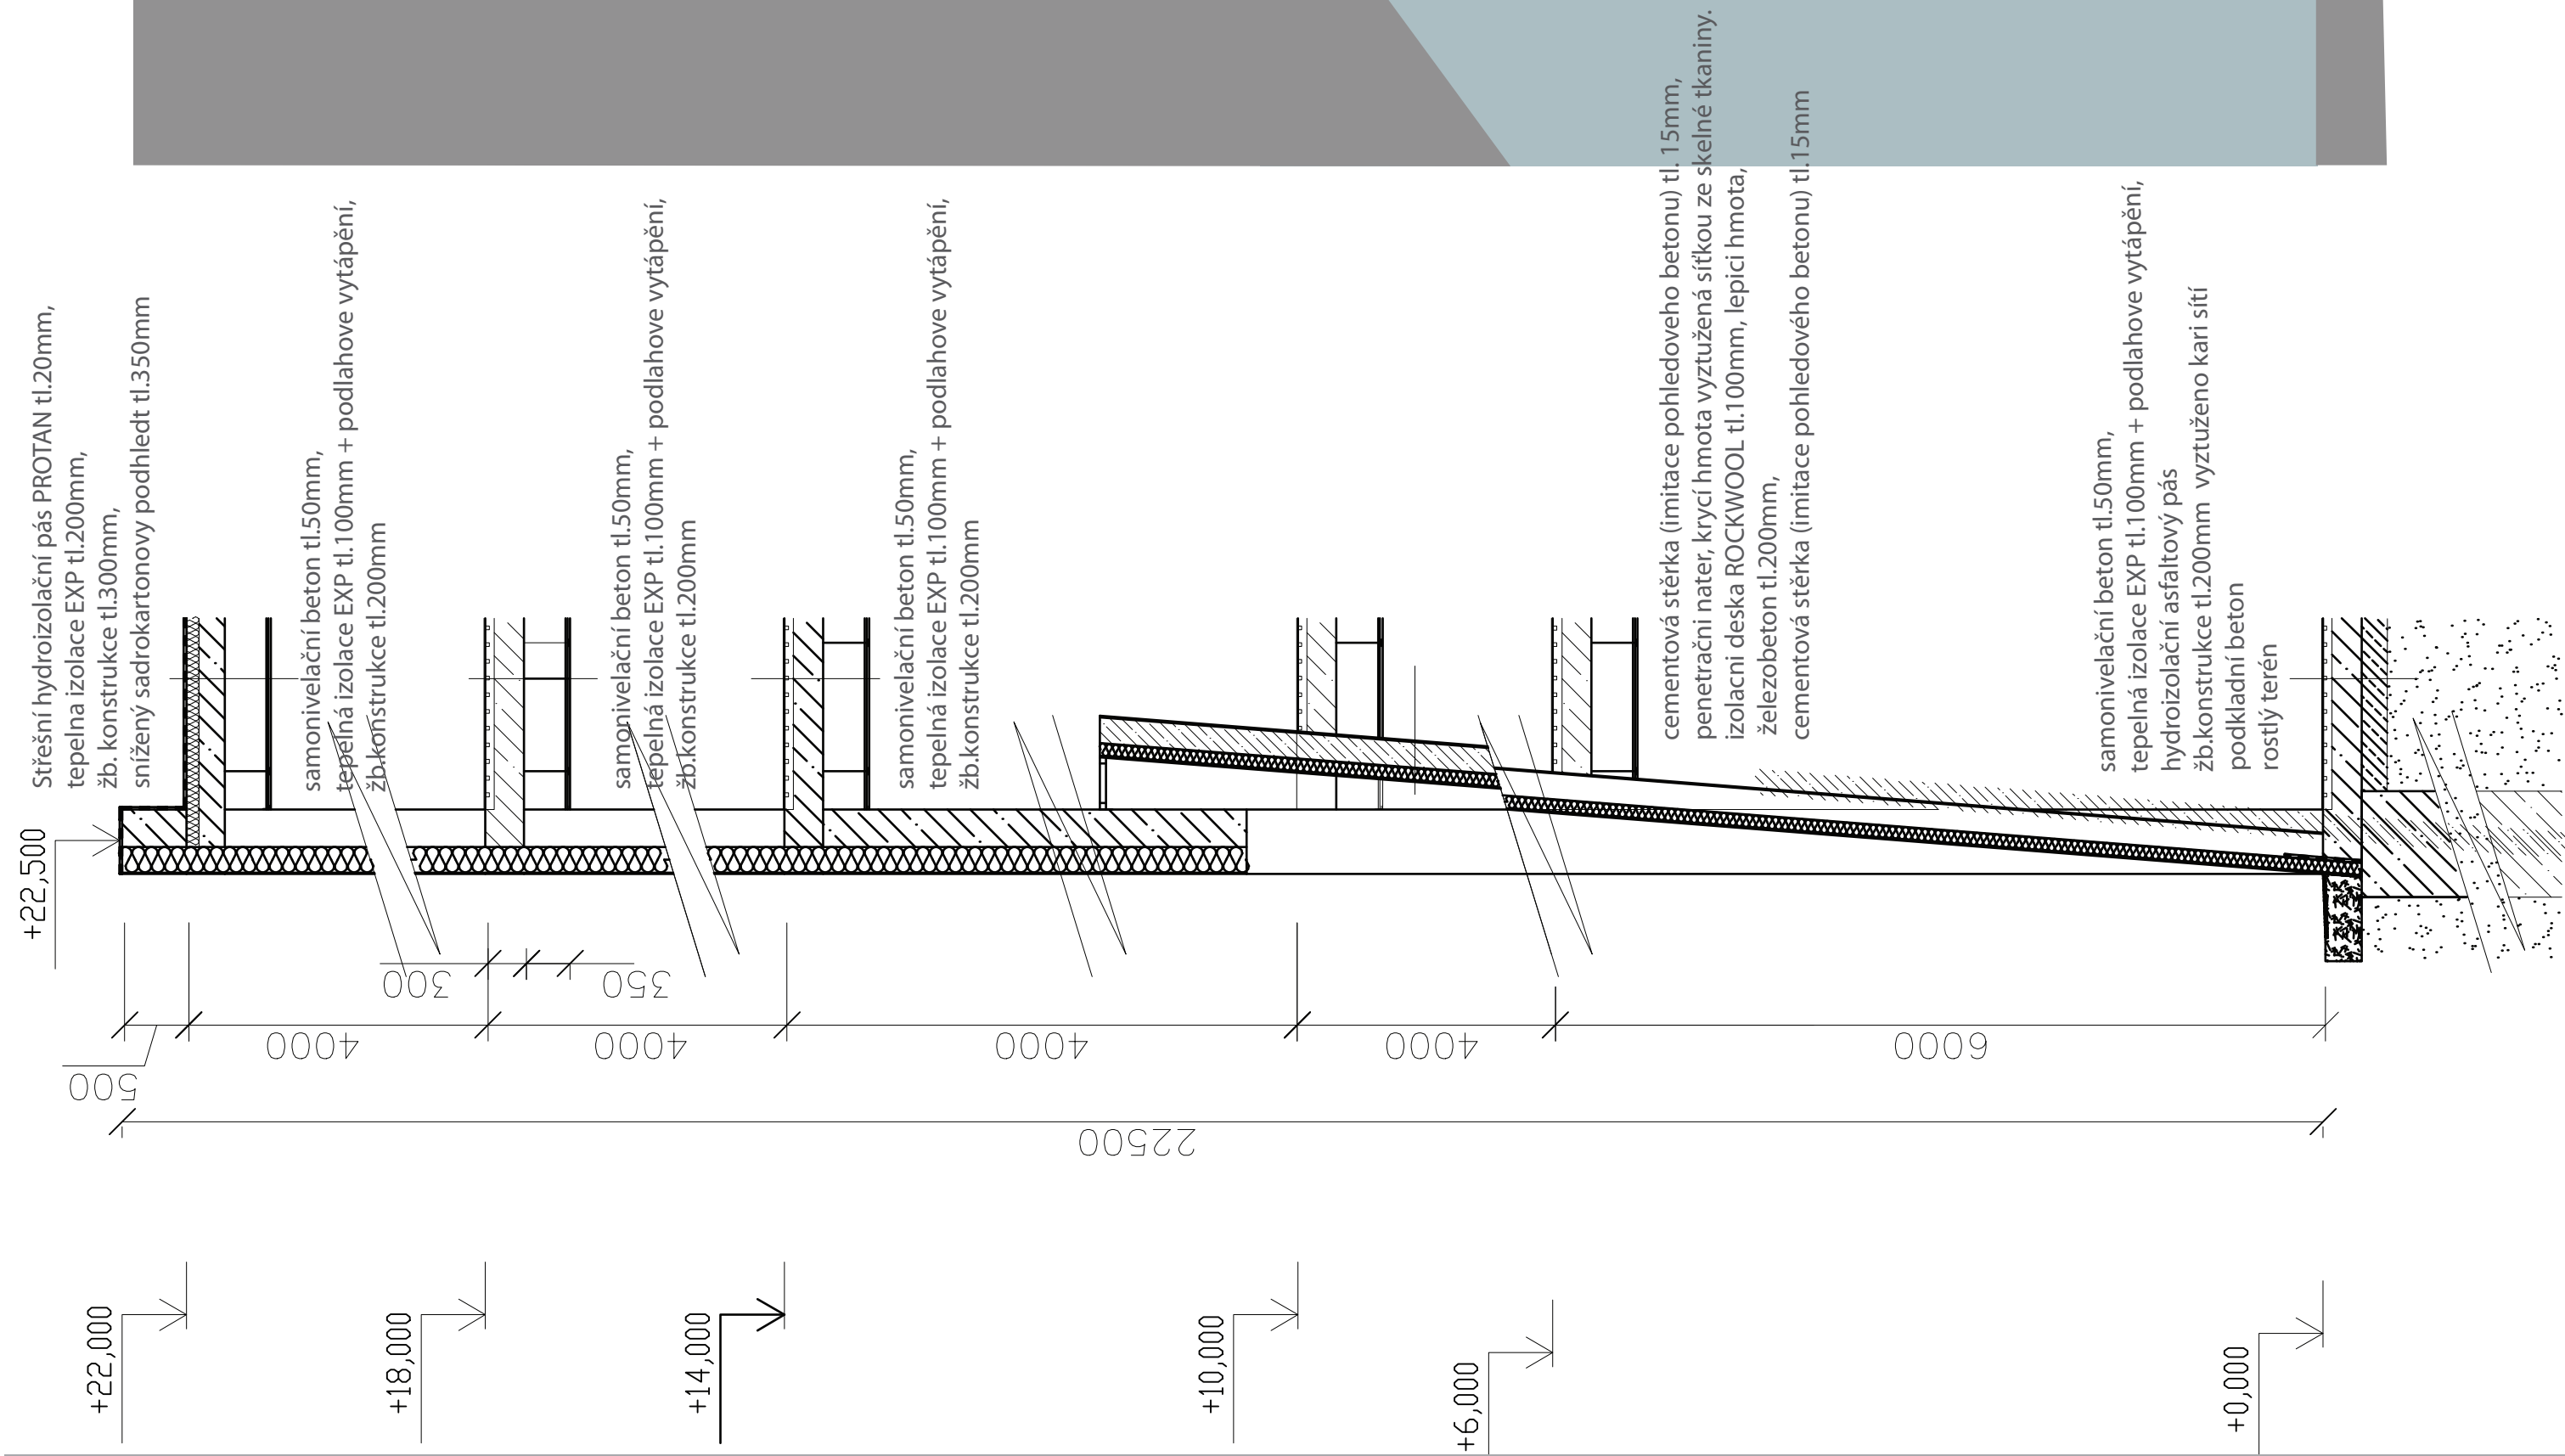 Střešní hydroizolační pás PROTAN tl.20mm,
tepelna izolace EXP tl.200mm,
žb. konstrukce tl.300mm,
snížený sadrokartonovy podhledt tl.350mm
samonivelační beton tl.50mm,
tepelná izolace EXP tl.100mm + podlahove vytápění,
žb.konstrukce tl.200mm
samonivelační beton tl.50mm,
tepelná izolace EXP tl.100mm + podlahove vytápění,
žb.konstrukce tl.200mm
samonivelační beton tl.50mm,
tepelná izolace EXP tl.100mm + podlahove vytápění,
žb.konstrukce tl.200mm
cementová stěrka (imitace pohledoveho betonu) tl. 15mm,
penetrační nater, krycí hmota vyztužená síťkou ze skelné tkaniny.
izolacni deska ROCKWOOL tl.100mm, lepici hmota,
železobeton tl.200mm,
cementová stěrka (imitace pohledového betonu) tl.15mm
samonivelační beton tl.50mm,
tepelná izolace EXP tl.100mm + podlahove vytápění,
hydroizolační asfaltový pás
žb.konstrukce tl.200mm vyztuženo kari sítí
podkladní beton
rostlý terén
+22,500
300
350
500
4000
4000
4000
4000
6000
22500
+22,000
+18,000
+14,000
+10,000
+6,000
+0,000